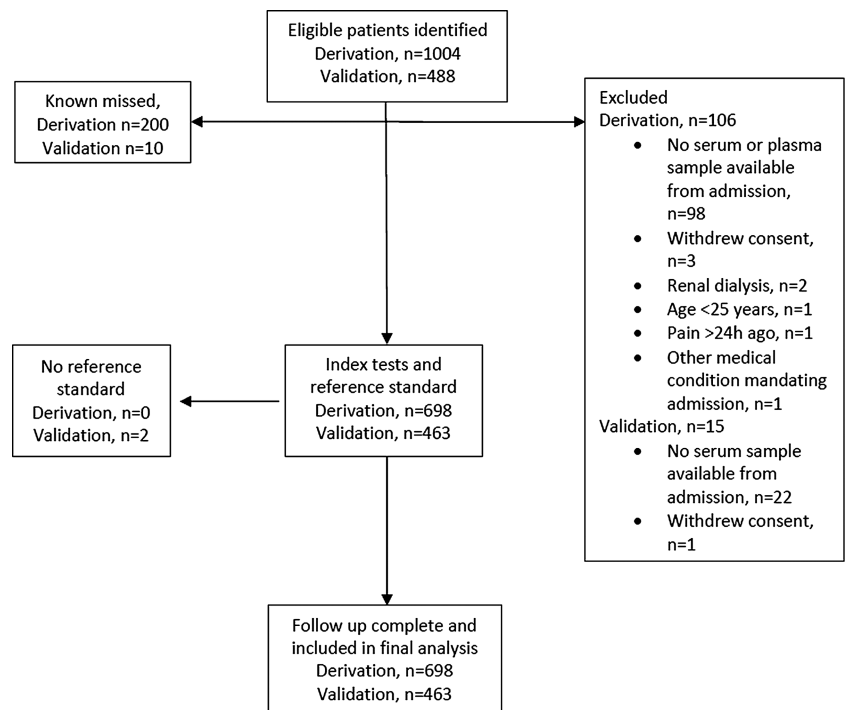 Eligible patients identified
Derivation, n=1004
Validation, n=488
Known missed,
Derivation n=200
Validation n=10
Excluded
Derivation, n=106
• No serum or plasma
sample available
from admission,
n=98
• Withdrew consent,
n=3
• Renal dialysis, n=2
• Age <25 years, n=1
• Pain >24h ago, n=1
• Other medical
condition mandating
admission, n=1
Validation, n=15
• No serum sample
available from
admission, n=22
• Withdrew consent,
n=1
No reference
standard
Derivation, n=0
Validation, n=2
Index tests and
reference standard
Derivation, n=698
Validation, n=463
Follow up complete and
included in final analysis
Derivation, n=698
Validation, n=463